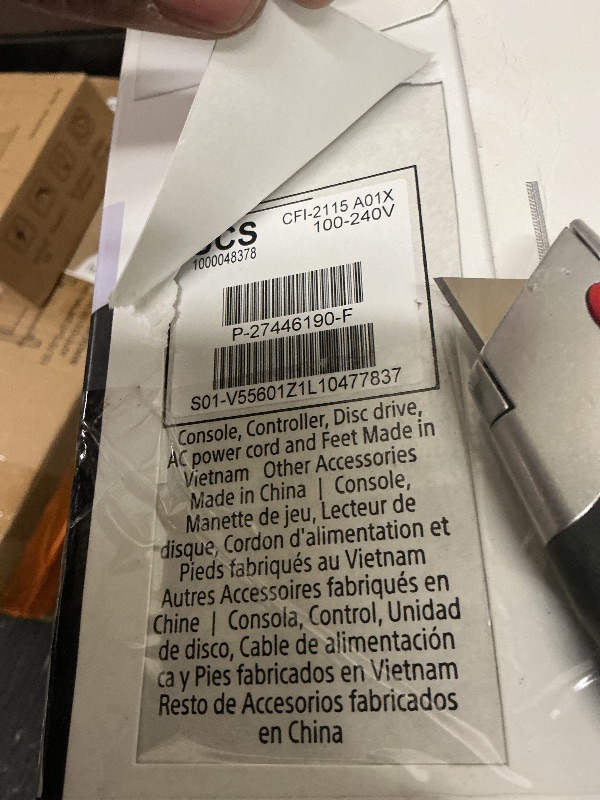 CFI-2115 A01X
100-240V
1000048378
P-27446190-F
S01-V55601Z1L10477837
Console, Controller, Disc drive,
AC power cord and Feet Made in
Vietnam Other Accessories
Made in China | Console,
Manette de jeu, Lecteur de
disque, Cordon d'alimentation et
Pieds fabriqués au Vietnam
Autres Accessoires fabriqués en
Chine | Consola, Control, Unidad
de disco, Cable de alimentación
ca y Pies fabricados en Vietnam
Resto de Accesorios fabricados
en China